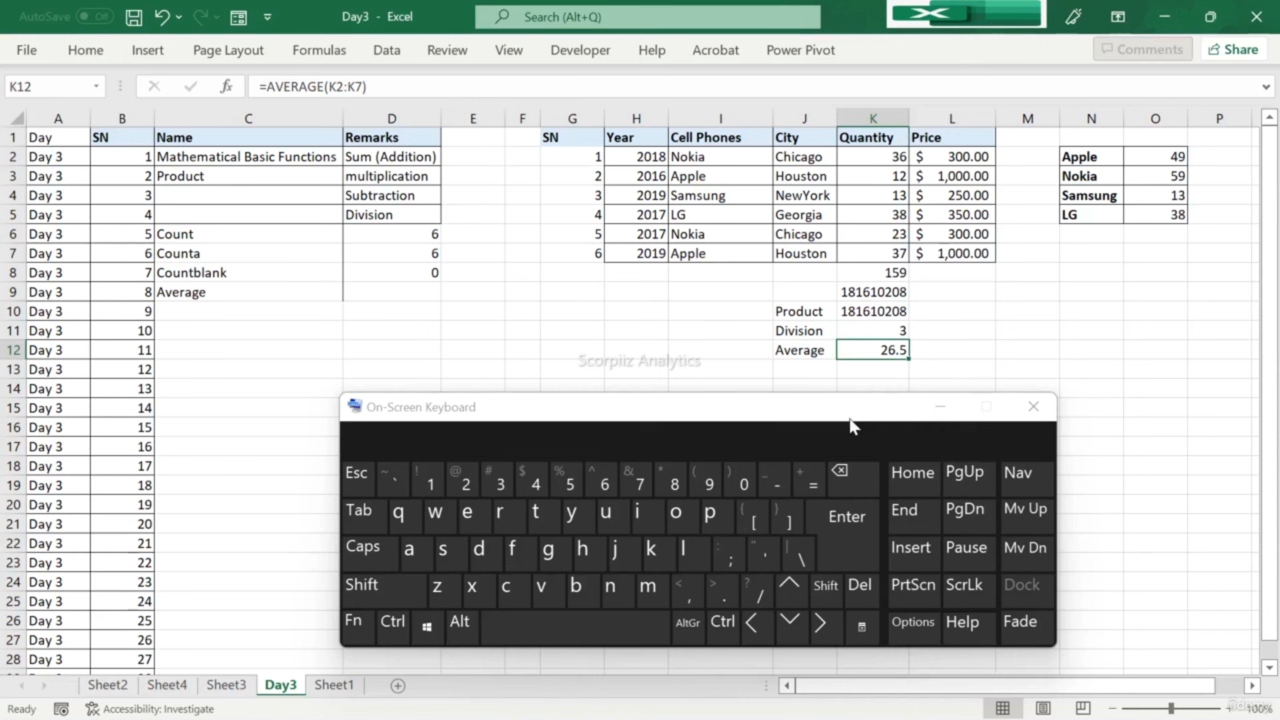 AutoSave Off Day3 - Excel Search (Alt+Q)
File Home Insert Page Layout Formulas Data Review View Developer Help Acrobat Power Pivot Comments Share
K12 fx =AVERAGE(K2:K7)
A B C D E F G H I J K L M N O P
1 Day SN Name Remarks SN Year Cell Phones City Quantity Price
2 Day 3 1 Mathematical Basic Functions Sum (Addition) 1 2018 Nokia Chicago 36 $ 300.00 Apple 49
3 Day 3 2 Product multiplication 2 2016 Apple Houston 12 $ 1,000.00 Nokia 59
4 Day 3 3 Subtraction 3 2019 Samsung NewYork 13 $ 250.00 Samsung 13
5 Day 3 4 Division 4 2017 LG Georgia 38 $ 350.00 LG 38
6 Day 3 5 Count 6 5 2017 Nokia Chicago 23 $ 300.00
7 Day 3 6 Counta 6 6 2019 Apple Houston 37 $ 1,000.00
8 Day 3 7 Countblank 0 159
9 Day 3 8 Average 181610208
10 Day 3 9 Product 181610208
11 Day 3 10 Division 3
12 Day 3 11 Scorpiiz Analytics Average 26.5
13 Day 3 12
14 Day 3 13
15 Day 3 14 On-Screen Keyboard
16 Day 3 15
17 Day 3 16
18 Day 3 17 Esc ~ ` ! 1 @ 2 # 3 $ 4 % 5 ^ 6 & 7 * 8 ( 9 ) 0 _ - + = Home PgUp Nav
19 Day 3 18
20 Day 3 19 Tab q w e r t y u i o p { [ } ] Enter End PgDn Mv Up
21 Day 3 20
22 Day 3 21 Caps a s d f g h j k l : ; " ' | \ Insert Pause Mv Dn
23 Day 3 22
24 Day 3 23 Shift z x c v b n m < , > . ? / Shift Del PrtScn ScrLk Dock
25 Day 3 24
26 Day 3 25 Fn Ctrl Alt AltGr Ctrl Options Help Fade
27 Day 3 26
28 Day 3 27
Sheet2 Sheet4 Sheet3 Day3 Sheet1
Ready Accessibility: Investigate 100%